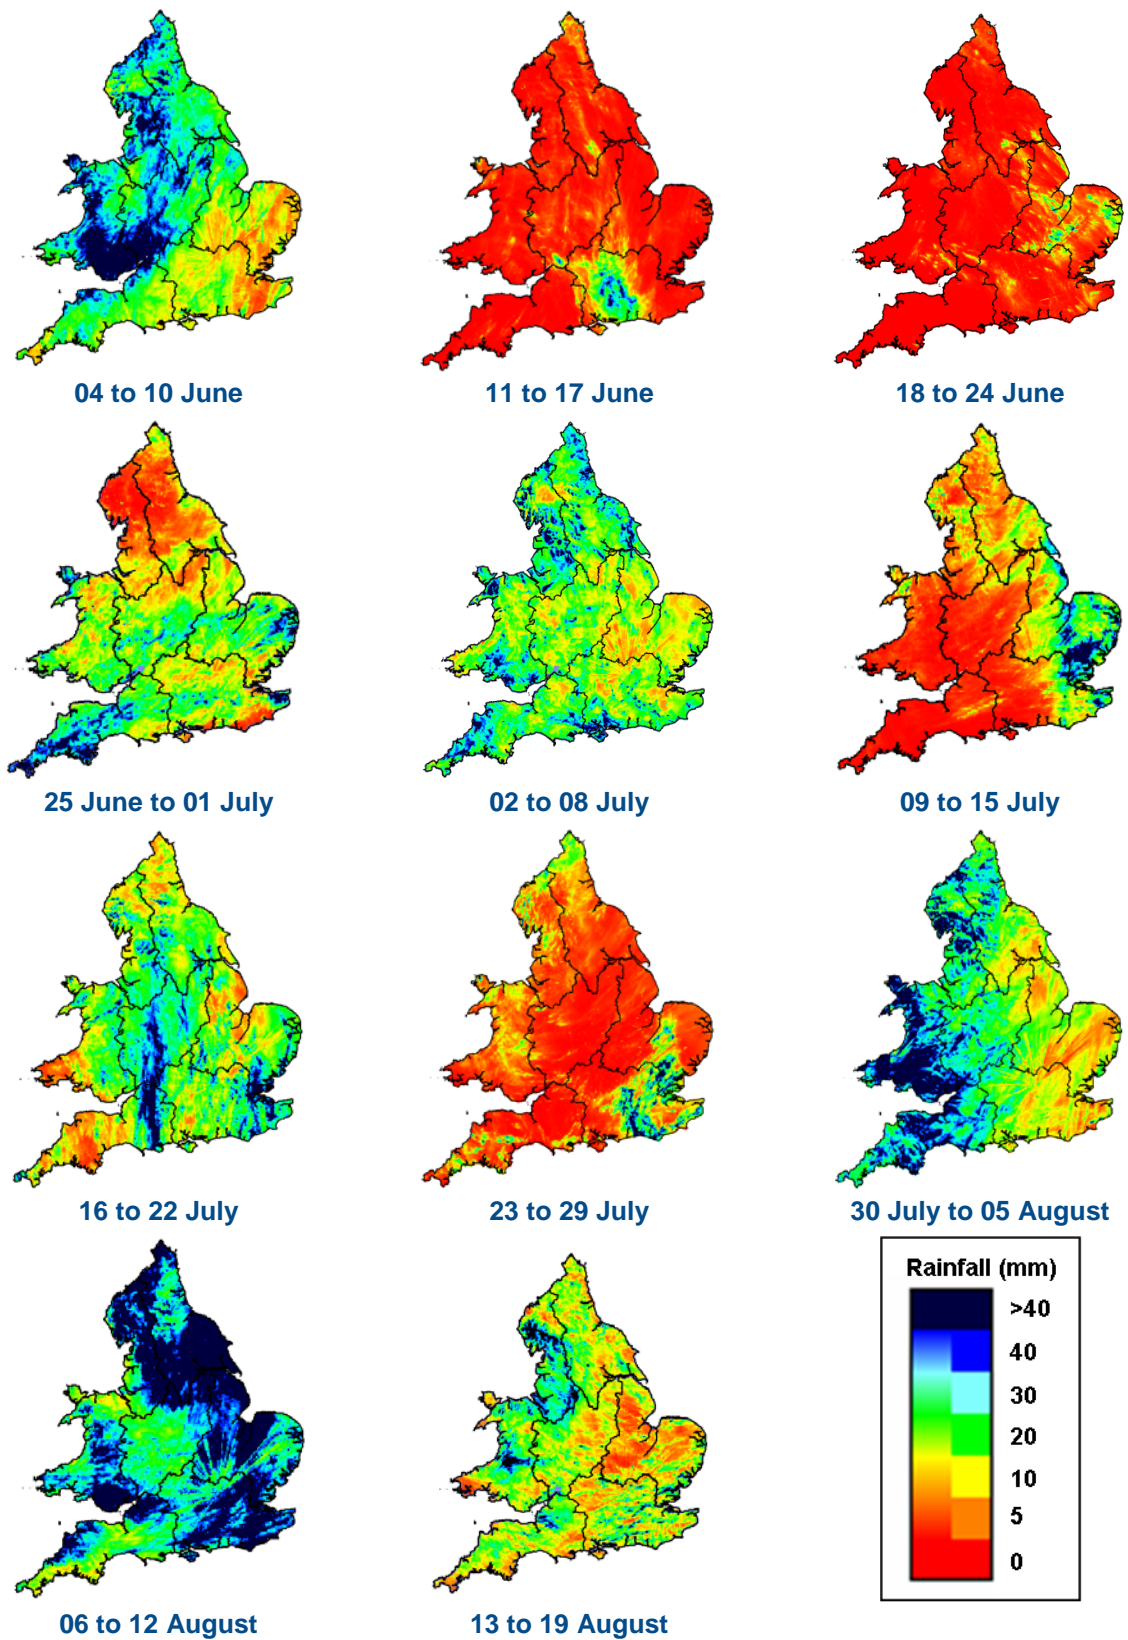 04 to 10 June
11 to 17 June
18 to 24 June
25 June to 01 July
02 to 08 July
09 to 15 July
16 to 22 July
23 to 29 July
30 July to 05 August
06 to 12 August
13 to 19 August
Rainfall (mm)
>40
40
30
20
10
5
0